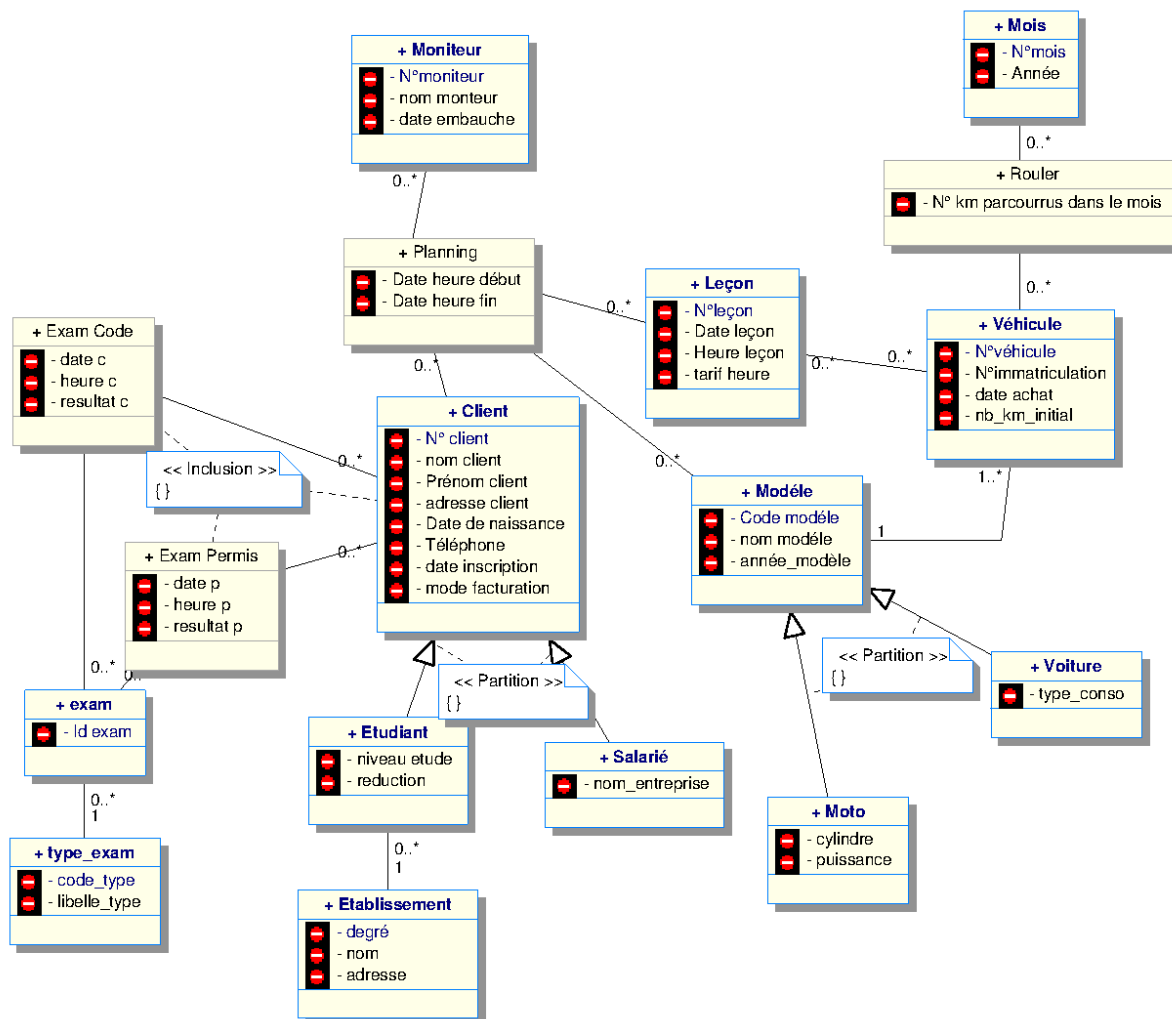 + Mois
- N°mois
- Année
+ Moniteur
- N°moniteur
- nom monteur
- date embauche
0..*
0..*
+ Rouler
- N° km parcourrus dans le mois
0..*
+ Planning
- Date heure début
- Date heure fin
0..*
0..*
0..*
+ Leçon
- N°leçon
- Date leçon
- Heure leçon
- tarif heure
0..*
0..*
+ Véhicule
- N°véhicule
- N°immatriculation
- date achat
- nb_km_initial
1..*
+ Exam Code
- date c
- heure c
- resultat c
0..*
<< Inclusion >>
{ }
+ Client
- N° client
- nom client
- Prénom client
- adresse client
- Date de naissance
- Téléphone
- date inscription
- mode facturation
0..*
+ Modéle
- Code modéle
- nom modéle
- année_modèle
1
+ Exam Permis
- date p
- heure p
- resultat p
0..*
0..
<< Partition >>
{ }
<< Partition >>
{ }
+ Voiture
- type_conso
+ exam
- Id exam
0..*
1
+ Etudiant
- niveau etude
- reduction
0..*
1
+ Salarié
- nom_entreprise
+ Moto
- cylindre
- puissance
+ type_exam
- code_type
- libelle_type
+ Etablissement
- degré
- nom
- adresse